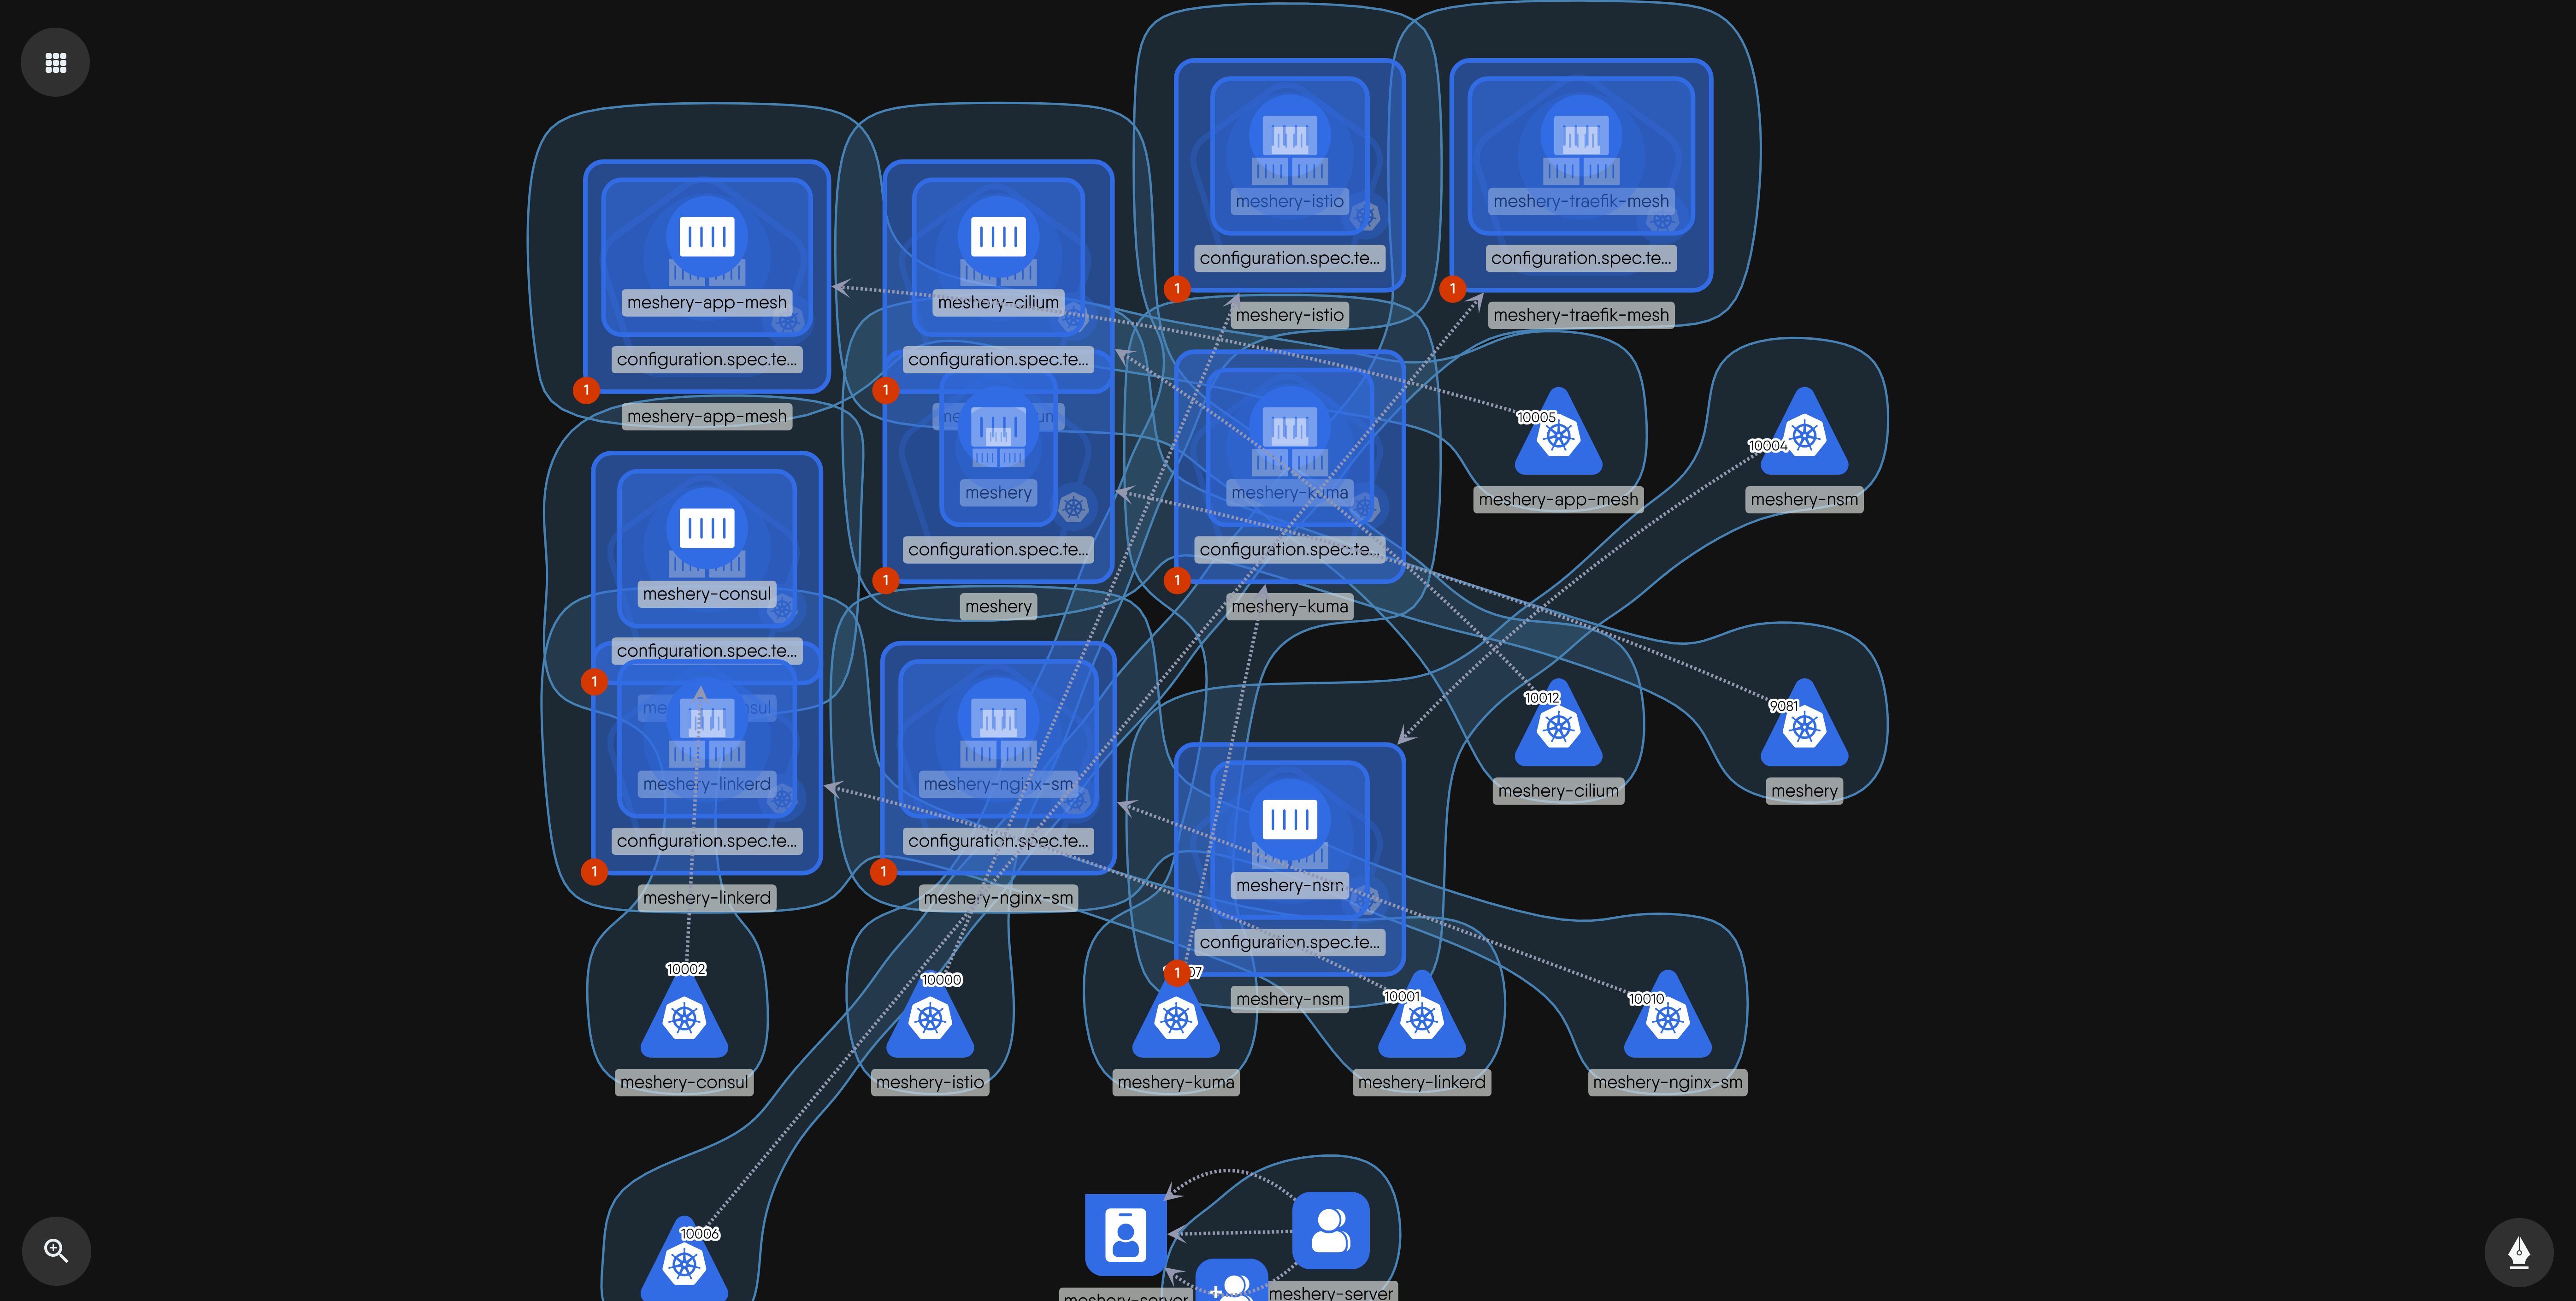 meshery-istio
meshery-traefik-mesh
configuration.spec.te...
configuration.spec.te...
1
1
meshery-istio
meshery-traefik-mesh
meshery-app-mesh
meshery-cilium
configuration.spec.te...
configuration.spec.te...
1
1
meshery-app-mesh
10005
10004
meshery
meshery-kuma
meshery-app-mesh
meshery-nsm
configuration.spec.te...
configuration.spec.te...
1
1
meshery
meshery-kuma
meshery-consul
configuration.spec.te...
1
10012
9081
meshery-linkerd
meshery-nginx-sm
meshery-cilium
meshery
configuration.spec.te...
configuration.spec.te...
1
1
meshery-linkerd
meshery-nginx-sm
meshery-nsm
configuration.spec.te...
1
meshery-nsm
10002
10000
10001
10010
meshery-consul
meshery-istio
meshery-kuma
meshery-linkerd
meshery-nginx-sm
10006
meshery-server
meshery-server